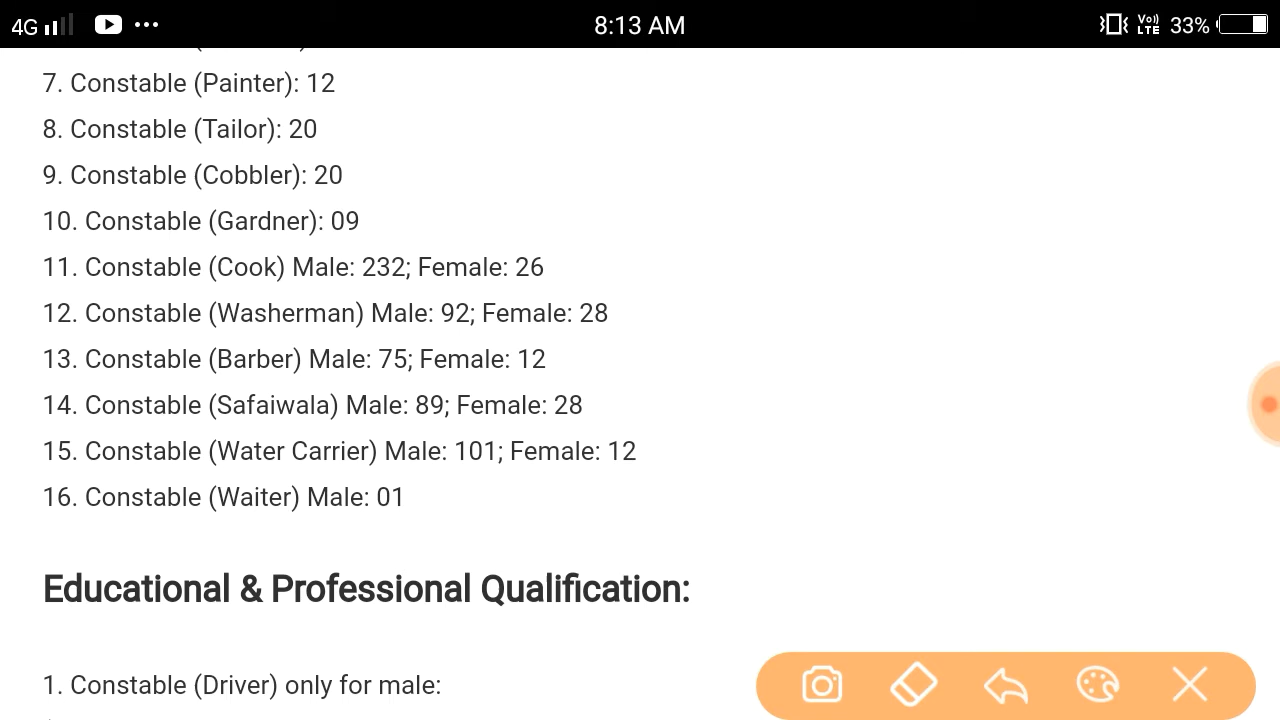 4G 8:13 AM Vo)) LTE 33%
7. Constable (Painter): 12
8. Constable (Tailor): 20
9. Constable (Cobbler): 20
10. Constable (Gardner): 09
11. Constable (Cook) Male: 232; Female: 26
12. Constable (Washerman) Male: 92; Female: 28
13. Constable (Barber) Male: 75; Female: 12
14. Constable (Safaiwala) Male: 89; Female: 28
15. Constable (Water Carrier) Male: 101; Female: 12
16. Constable (Waiter) Male: 01
Educational & Professional Qualification:
1. Constable (Driver) only for male: